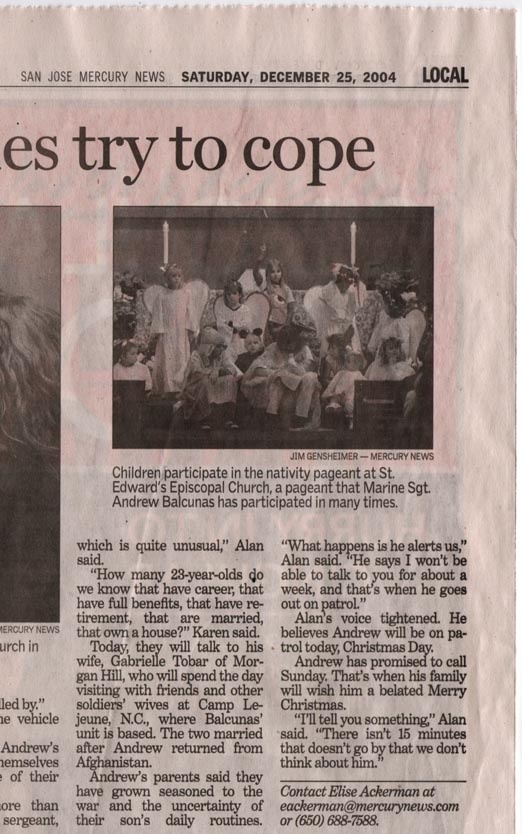 SAN JOSE MERCURY NEWS SATURDAY, DECEMBER 25, 2004 LOCAL
es try to cope
JIM GENSHEIMER — MERCURY NEWS
Children participate in the nativity pageant at St.
Edward's Episcopal Church, a pageant that Marine Sgt.
Andrew Balcunas has participated in many times.
MERCURY NEWS
urch in
led by."
he vehicle
Andrew's
hemselves
e of their
ore than
sergeant,
which is quite unusual," Alan
said.
"How many 23-year-olds do
we know that have career, that
have full benefits, that have re-
tirement, that are married,
that own a house?" Karen said.
Today, they will talk to his
wife, Gabrielle Tobar of Mor-
gan Hill, who will spend the day
visiting with friends and other
soldiers' wives at Camp Le-
jeune, N.C., where Balcunas'
unit is based. The two married
after Andrew returned from
Afghanistan.
Andrew's parents said they
have grown seasoned to the
war and the uncertainty of
their son's daily routines.
"What happens is he alerts us,"
Alan said. "He says I won't be
able to talk to you for about a
week, and that's when he goes
out on patrol."
Alan's voice tightened. He
believes Andrew will be on pa-
trol today, Christmas Day.
Andrew has promised to call
Sunday. That's when his family
will wish him a belated Merry
Christmas.
"I'll tell you something," Alan
said. "There isn't 15 minutes
that doesn't go by that we don't
think about him."
Contact Elise Ackerman at
eackerman@mercurynews.com
or (650) 688-7588.